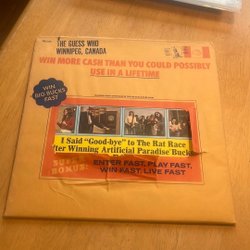 THE GUESS WHO
WINNIPEG, CANADA
WIN MORE CASH THAN YOU COULD POSSIBLY
USE IN A LIFETIME
WIN
BIG BUCKS
FAST
I Said "Good-bye" to The Rat Race
fter Winning Artificial Paradise Bucks
BONUS!
ENTER FAST, PLAY FAST,
WIN FAST, LIVE FAST